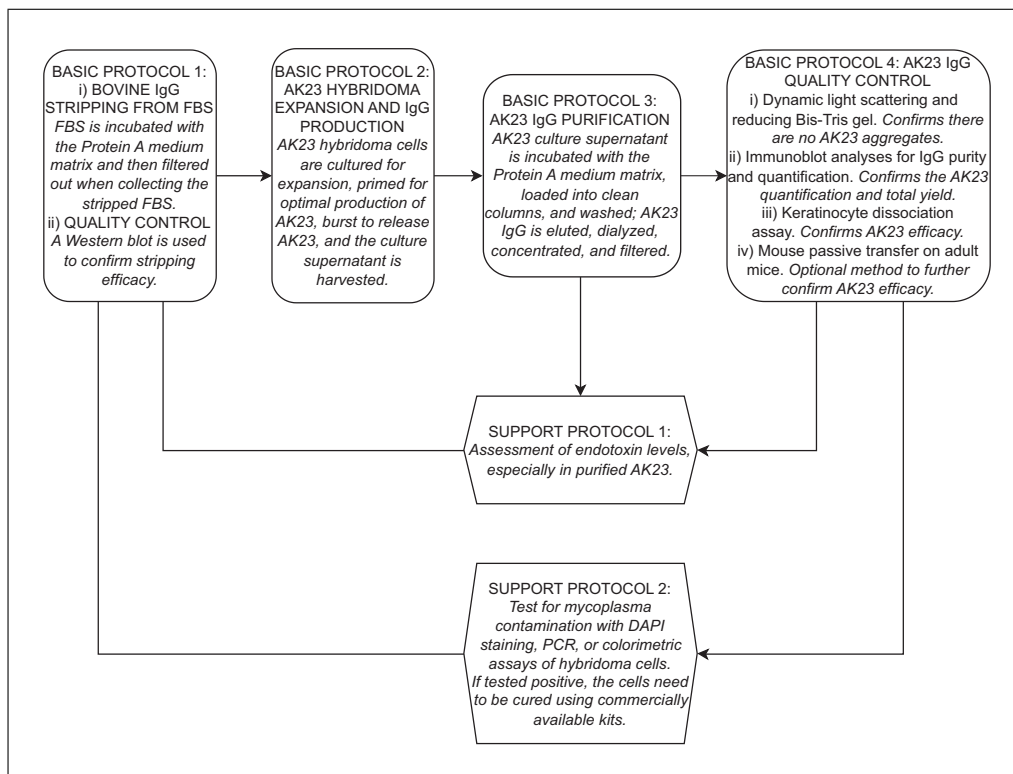 BASIC PROTOCOL 1:
i) BOVINE IgG
STRIPPING FROM FBS
FBS is incubated with
the Protein A medium
matrix and then filtered
out when collecting the
stripped FBS.
ii) QUALITY CONTROL
A Western blot is used
to confirm stripping
efficacy.
BASIC PROTOCOL 2:
AK23 HYBRIDOMA
EXPANSION AND IgG
PRODUCTION
AK23 hybridoma cells
are cultured for
expansion, primed for
optimal production of
AK23, burst to release
AK23, and the culture
supernatant is
harvested.
BASIC PROTOCOL 3:
AK23 IgG PURIFICATION
AK23 culture supernatant
is incubated with the
Protein A medium matrix,
loaded into clean
columns, and washed; AK23
IgG is eluted, dialyzed,
concentrated, and filtered.
BASIC PROTOCOL 4: AK23 IgG
QUALITY CONTROL
i) Dynamic light scattering and
reducing Bis-Tris gel. Confirms there
are no AK23 aggregates.
ii) Immunoblot analyses for IgG purity
and quantification. Confirms the AK23
quantification and total yield.
iii) Keratinocyte dissociation
assay. Confirms AK23 efficacy.
iv) Mouse passive transfer on adult
mice. Optional method to further
confirm AK23 efficacy.
SUPPORT PROTOCOL 1:
Assessment of endotoxin levels,
especially in purified AK23.
SUPPORT PROTOCOL 2:
Test for mycoplasma
contamination with DAPI
staining, PCR, or colorimetric
assays of hybridoma cells.
If tested positive, the cells need
to be cured using commercially
available kits.